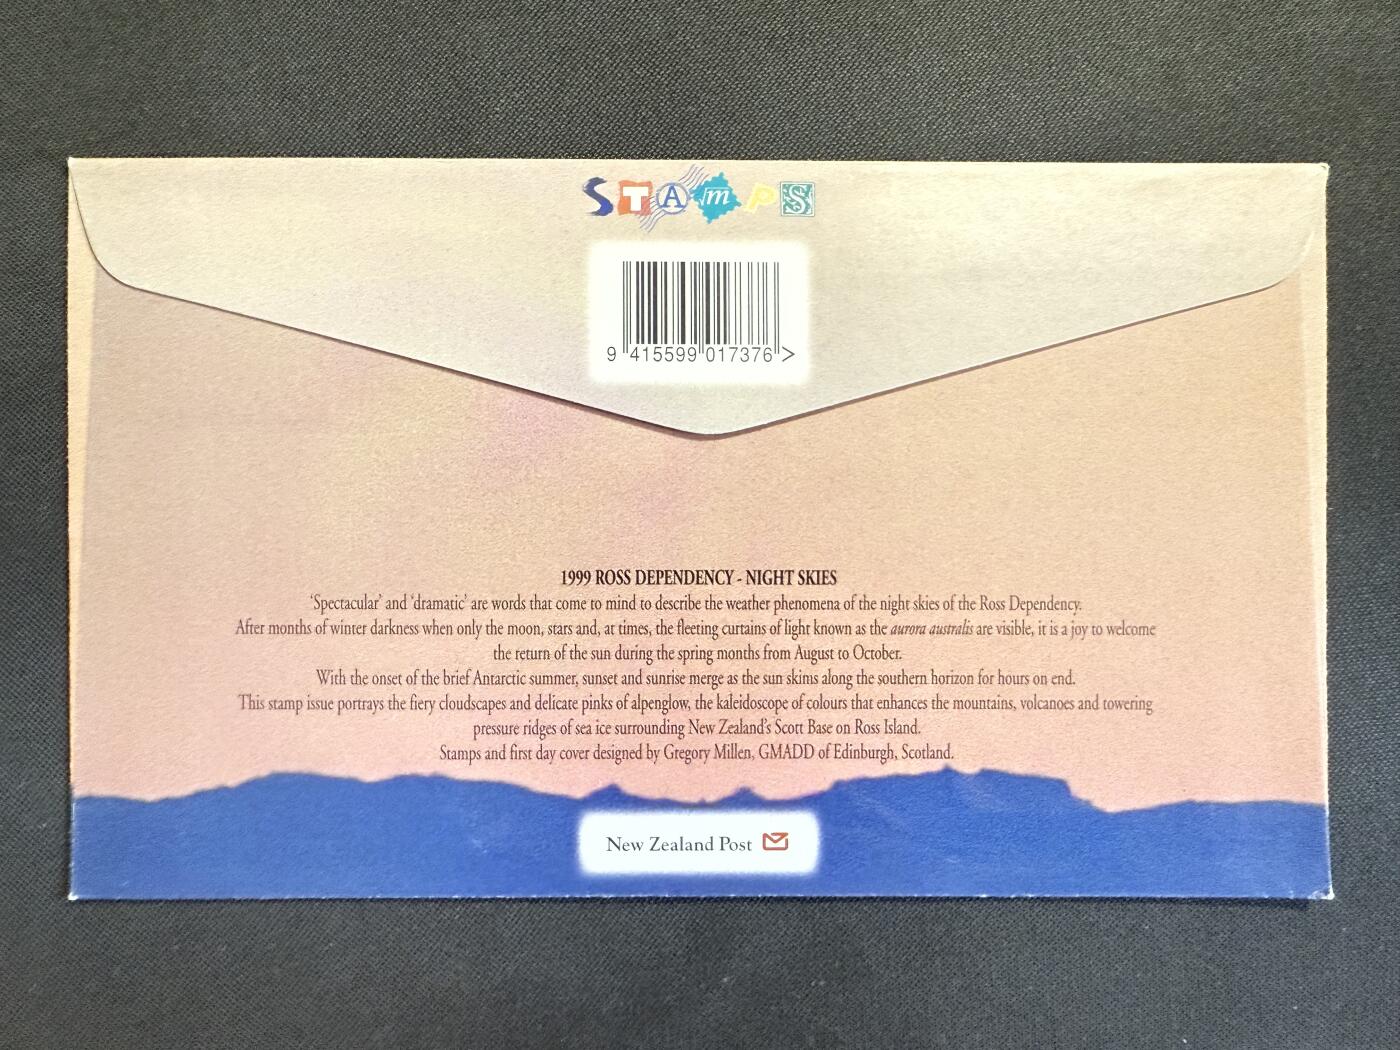 STAmPS
9 415599 017376 >
1999 ROSS DEPENDENCY - NIGHT SKIES
'Spectacular' and 'dramatic' are words that come to mind to describe the weather phenomena of the night skies of the Ross Dependency.
After months of winter darkness when only the moon, stars and, at times, the fleeting curtains of light known as the aurora australis are visible, it is a joy to welcome
the return of the sun during the spring months from August to October.
With the onset of the brief Antarctic summer, sunset and sunrise merge as the sun skims along the southern horizon for hours on end.
This stamp issue portrays the fiery cloudscapes and delicate pinks of alpenglow, the kaleidoscope of colours that enhances the mountains, volcanoes and towering
pressure ridges of sea ice surrounding New Zealand's Scott Base on Ross Island.
Stamps and first day cover designed by Gregory Millen, GMADD of Edinburgh, Scotland.
New Zealand Post